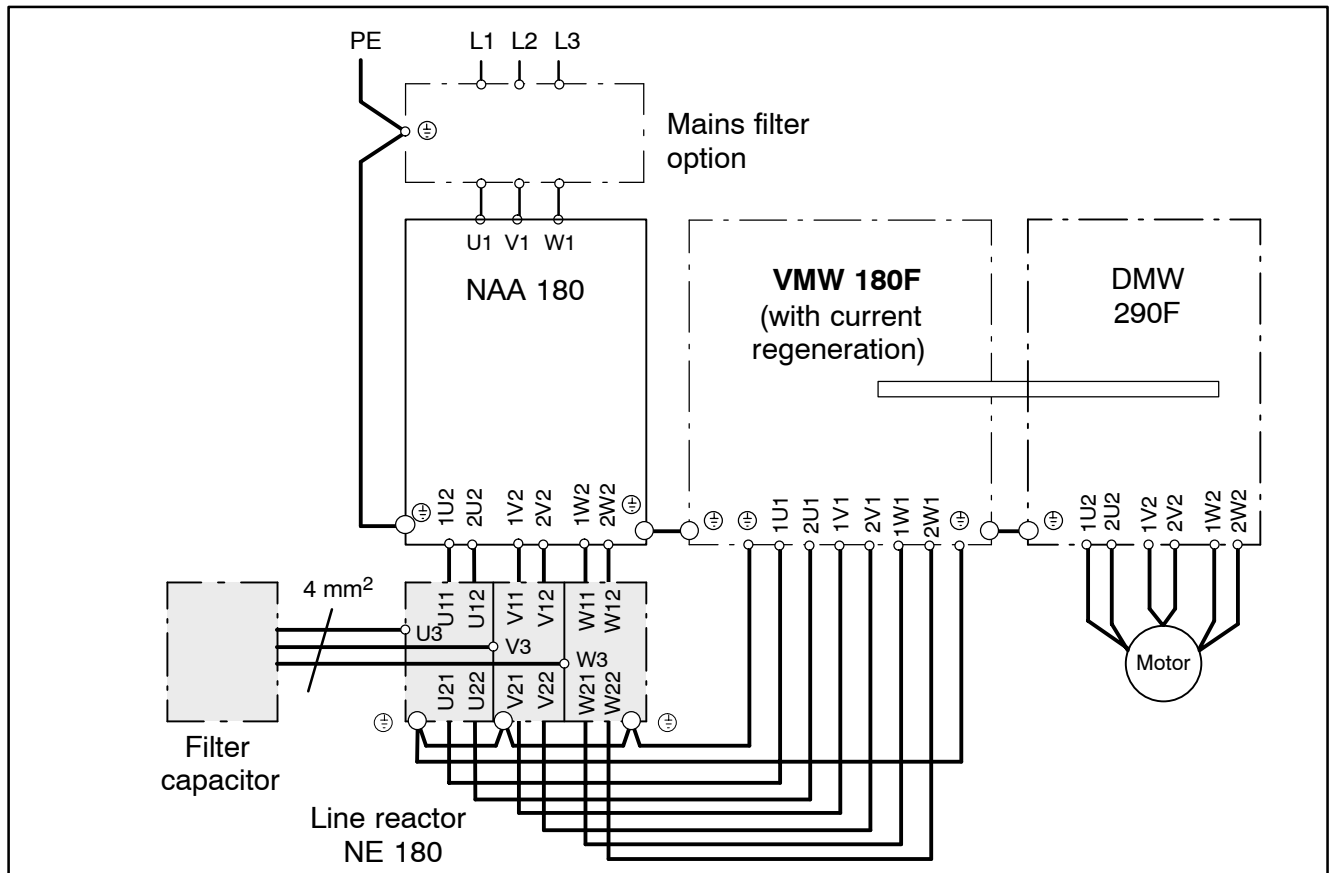 PE
L1 L2 L3
Mains filter
option
U1 V1 W1
NAA 180
VMW 180F
(with current
regeneration)
DMW
290F
1U2 2U2 1V2 2V2 1W2 2W2
1U1 2U1 1V1 2V1 1W1 2W1
1U2 2U2 1V2 2V2 1W2 2W2
4 mm²
U11 U12 V11 V12 W11 W12
U3
V3
W3
U21 U22 V21 V22 W21 W22
Motor
Filter
capacitor
Line reactor
NE 180